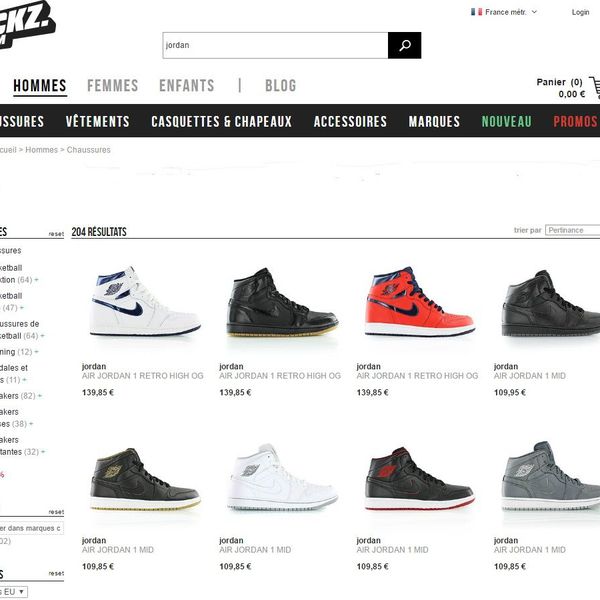 CKZ.
France métr.
Login
jordan
HOMMES FEMMES ENFANTS | BLOG
Panier (0)
0,00 €
USSURES VÊTEMENTS CASQUETTES & CHAPEAUX ACCESSOIRES MARQUES NOUVEAU PROMOS
cueil > Hommes > Chaussures
ES reset
204 RÉSULTATS
trier par Pertinance
ssures
ketball
ktion (64) +
ketball
(47) +
aussures de
ketball (64) +
ning (12) +
dales et
s (11) +
akers (82) +
akers
ses (38) +
akers
tantes (32) +
%
jordan
AIR JORDAN 1 RETRO HIGH OG
139,85 €
jordan
AIR JORDAN 1 RETRO HIGH OG
139,85 €
jordan
AIR JORDAN 1 RETRO HIGH OG
139,85 €
jordan
AIR JORDAN 1 MID
109,95 €
reset
er dans marques c
02)
S reset
s EU
jordan
AIR JORDAN 1 MID
109,85 €
jordan
AIR JORDAN 1 MID
109,85 €
jordan
AIR JORDAN 1 MID
109,85 €
jordan
AIR JORDAN 1 MID
109,85 €